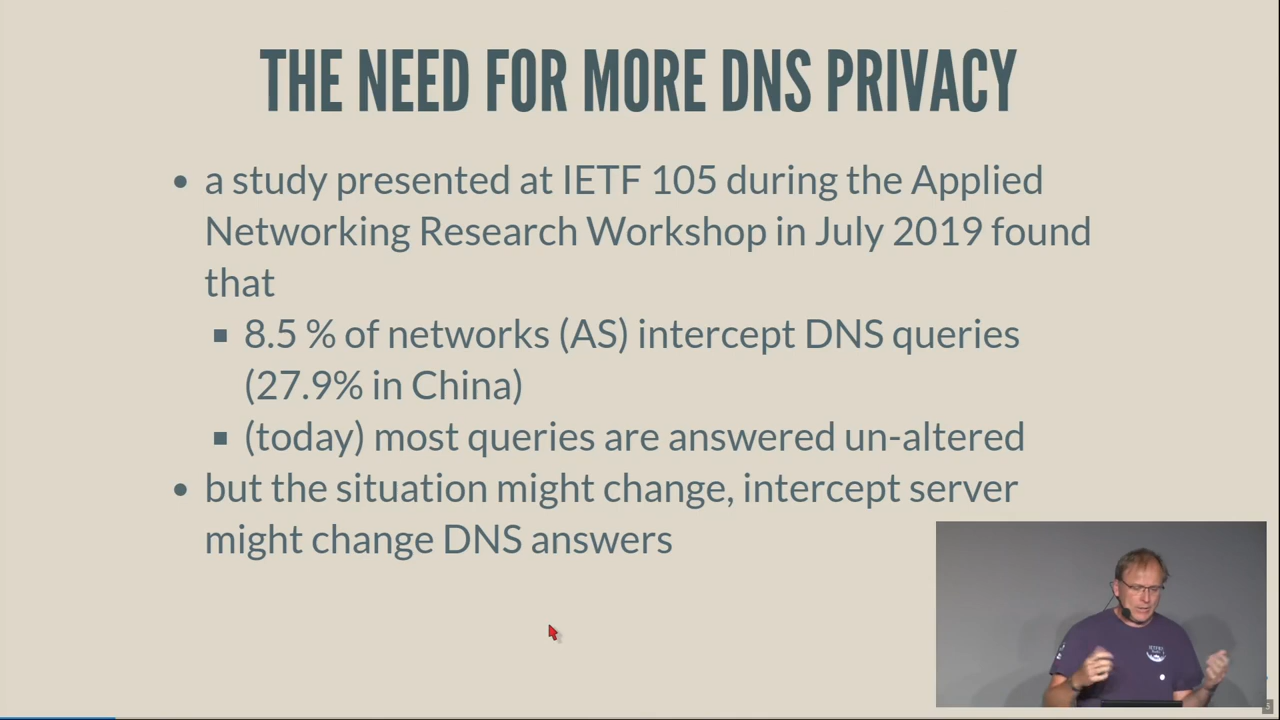 THE NEED FOR MORE DNS PRIVACY
• a study presented at IETF 105 during the Applied
Networking Research Workshop in July 2019 found
that
▪ 8.5 % of networks (AS) intercept DNS queries
(27.9% in China)
▪ (today) most queries are answered un-altered
• but the situation might change, intercept server
might change DNS answers
5